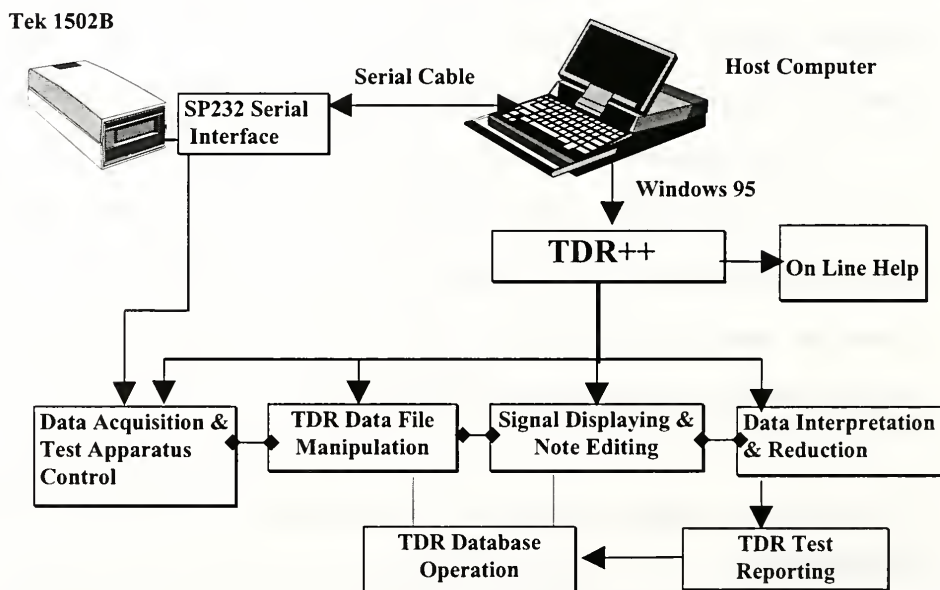 Tek 1502B
Serial Cable
Host Computer
SP232 Serial
Interface
Windows 95
TDR++
On Line Help
Data Acquisition &
Test Apparatus
Control
TDR Data File
Manipulation
Signal Displaying &
Note Editing
Data Interpretation
& Reduction
TDR Database
Operation
TDR Test
Reporting